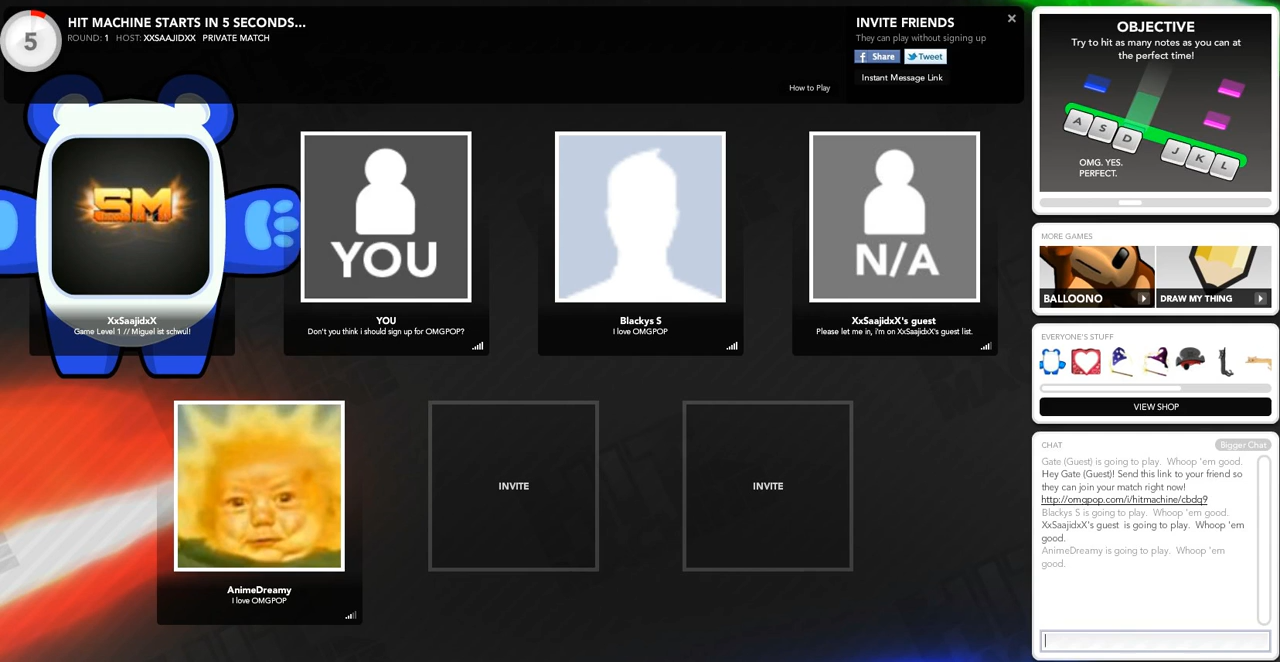 5
HIT MACHINE STARTS IN 5 SECONDS...
ROUND: 1 HOST: XXSAAJIDXX PRIVATE MATCH
How to Play
INVITE FRIENDS
They can play without signing up
f Share Tweet
Instant Message Link
SM
XxSaajidxX
Game Level 1 // Miguel ist schwul!
YOU
YOU
Don't you think i should sign up for OMGPOP?
Blackys S
I love OMGPOP
N/A
XxSaajidxX's guest
Please let me in, i'm on XxSaajidxX's guest list.
AnimeDreamy
I love OMGPOP
INVITE
INVITE
OBJECTIVE
Try to hit as many notes as you can at
the perfect time!
A S D J K L
OMG. YES.
PERFECT.
MORE GAMES
BALLOONO
DRAW MY THING
EVERYONE'S STUFF
VIEW SHOP
CHAT
Bigger Chat
Gate (Guest) is going to play. Whoop 'em good.
Hey Gate (Guest)! Send this link to your friend so
they can join your match right now!
http://omgpop.com/i/hitmachine/cbdq9
Blackys S is going to play. Whoop 'em good.
XxSaajidxX's guest is going to play. Whoop 'em
good.
AnimeDreamy is going to play. Whoop 'em
good.